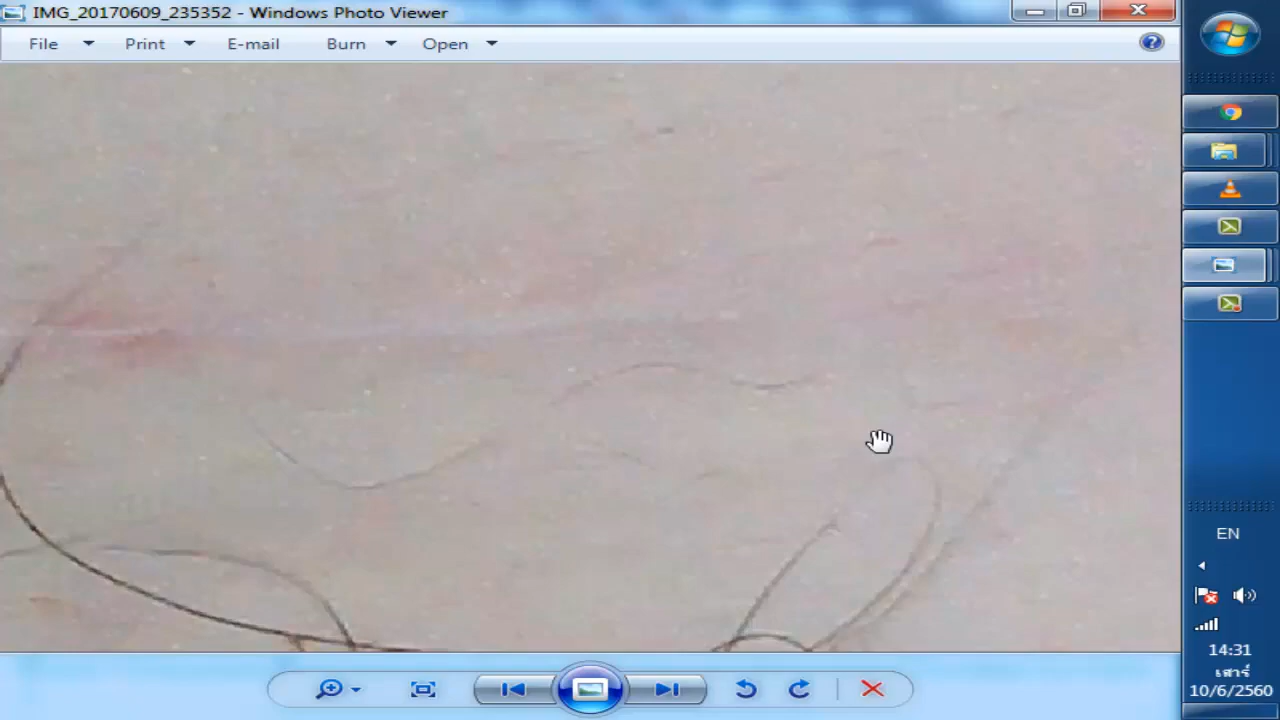 IMG_20170609_235352 - Windows Photo Viewer
File Print E-mail Burn Open
EN
14:31
เสาร์
10/6/2560